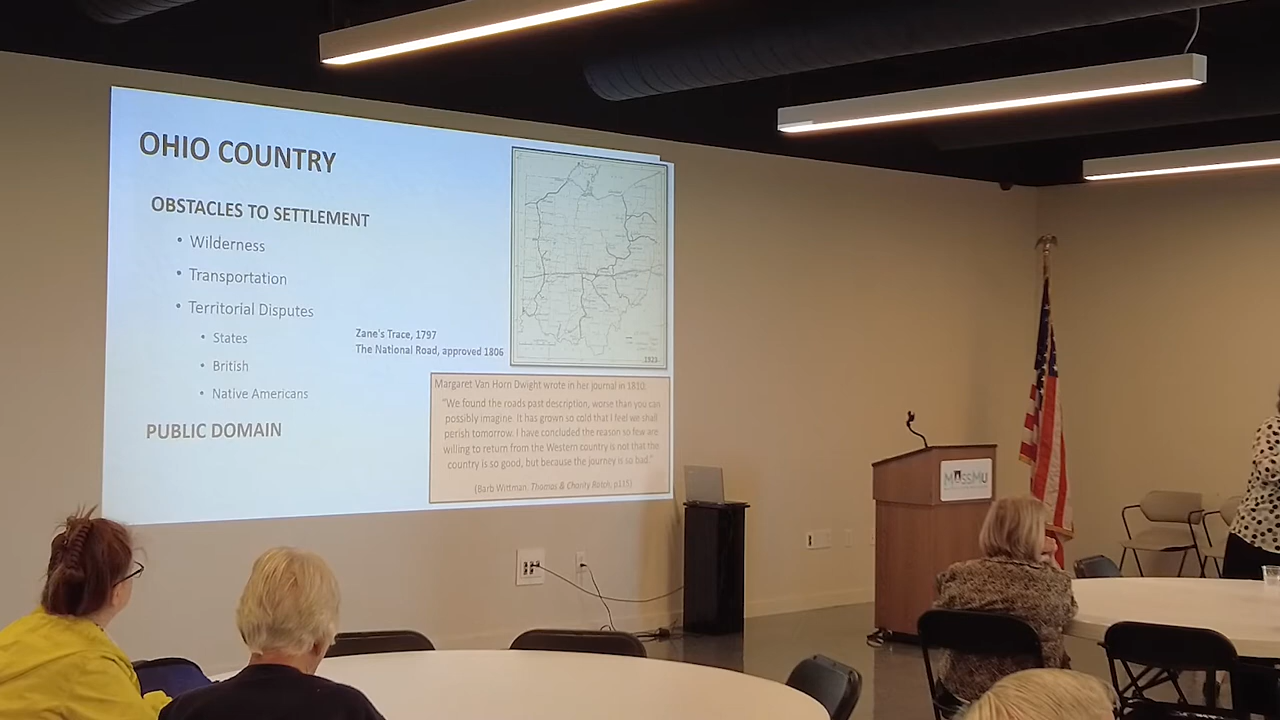 OHIO COUNTRY
OBSTACLES TO SETTLEMENT
• Wilderness
• Transportation
• Territorial Disputes
• States
• British
• Native Americans
PUBLIC DOMAIN
Zane's Trace, 1797
The National Road, approved 1806
1923
Margaret Van Horn Dwight wrote in her journal in 1810:
"We found the roads past description, worse than you can
possibly imagine. It has grown so cold that I feel we shall
perish tomorrow. I have concluded the reason so few are
willing to return from the Western country is not that the
country is so good, but because the journey is so bad."
(Barb Wittman, Thomas & Charity Rotch, p115)
MASSMU